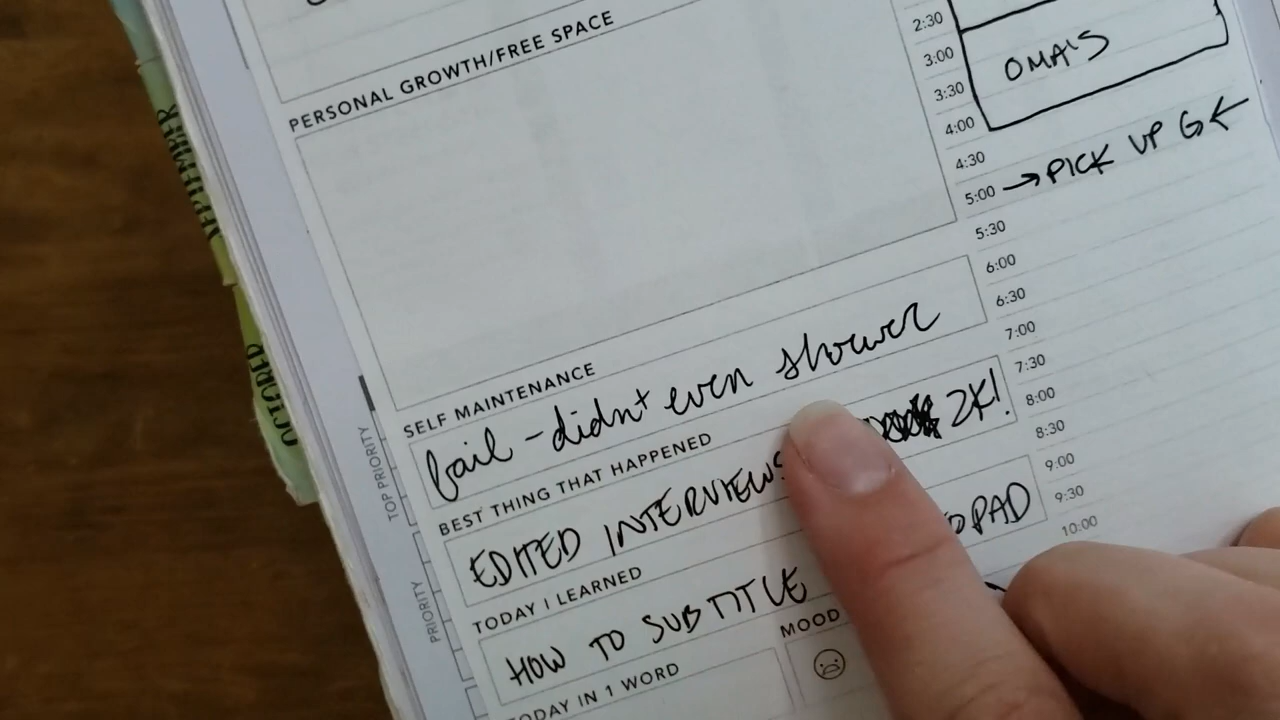 PERSONAL GROWTH/FREE SPACE
SELF MAINTENANCE
fail - didn't even shower
BEST THING THAT HAPPENED
EDITED INTERVIEWS 2K!
TODAY I LEARNED
HOW TO SUBTITLE
TODAY IN 1 WORD
MOOD
2:30
3:00
OMA'S
3:30
4:00
4:30
5:00 → PICK UP G ←
5:30
6:00
6:30
7:00
7:30
8:00
8:30
9:00
9:30
10:00
SEPTEMBER
OCTOBER
TOP PRIORITY
PRIORITY